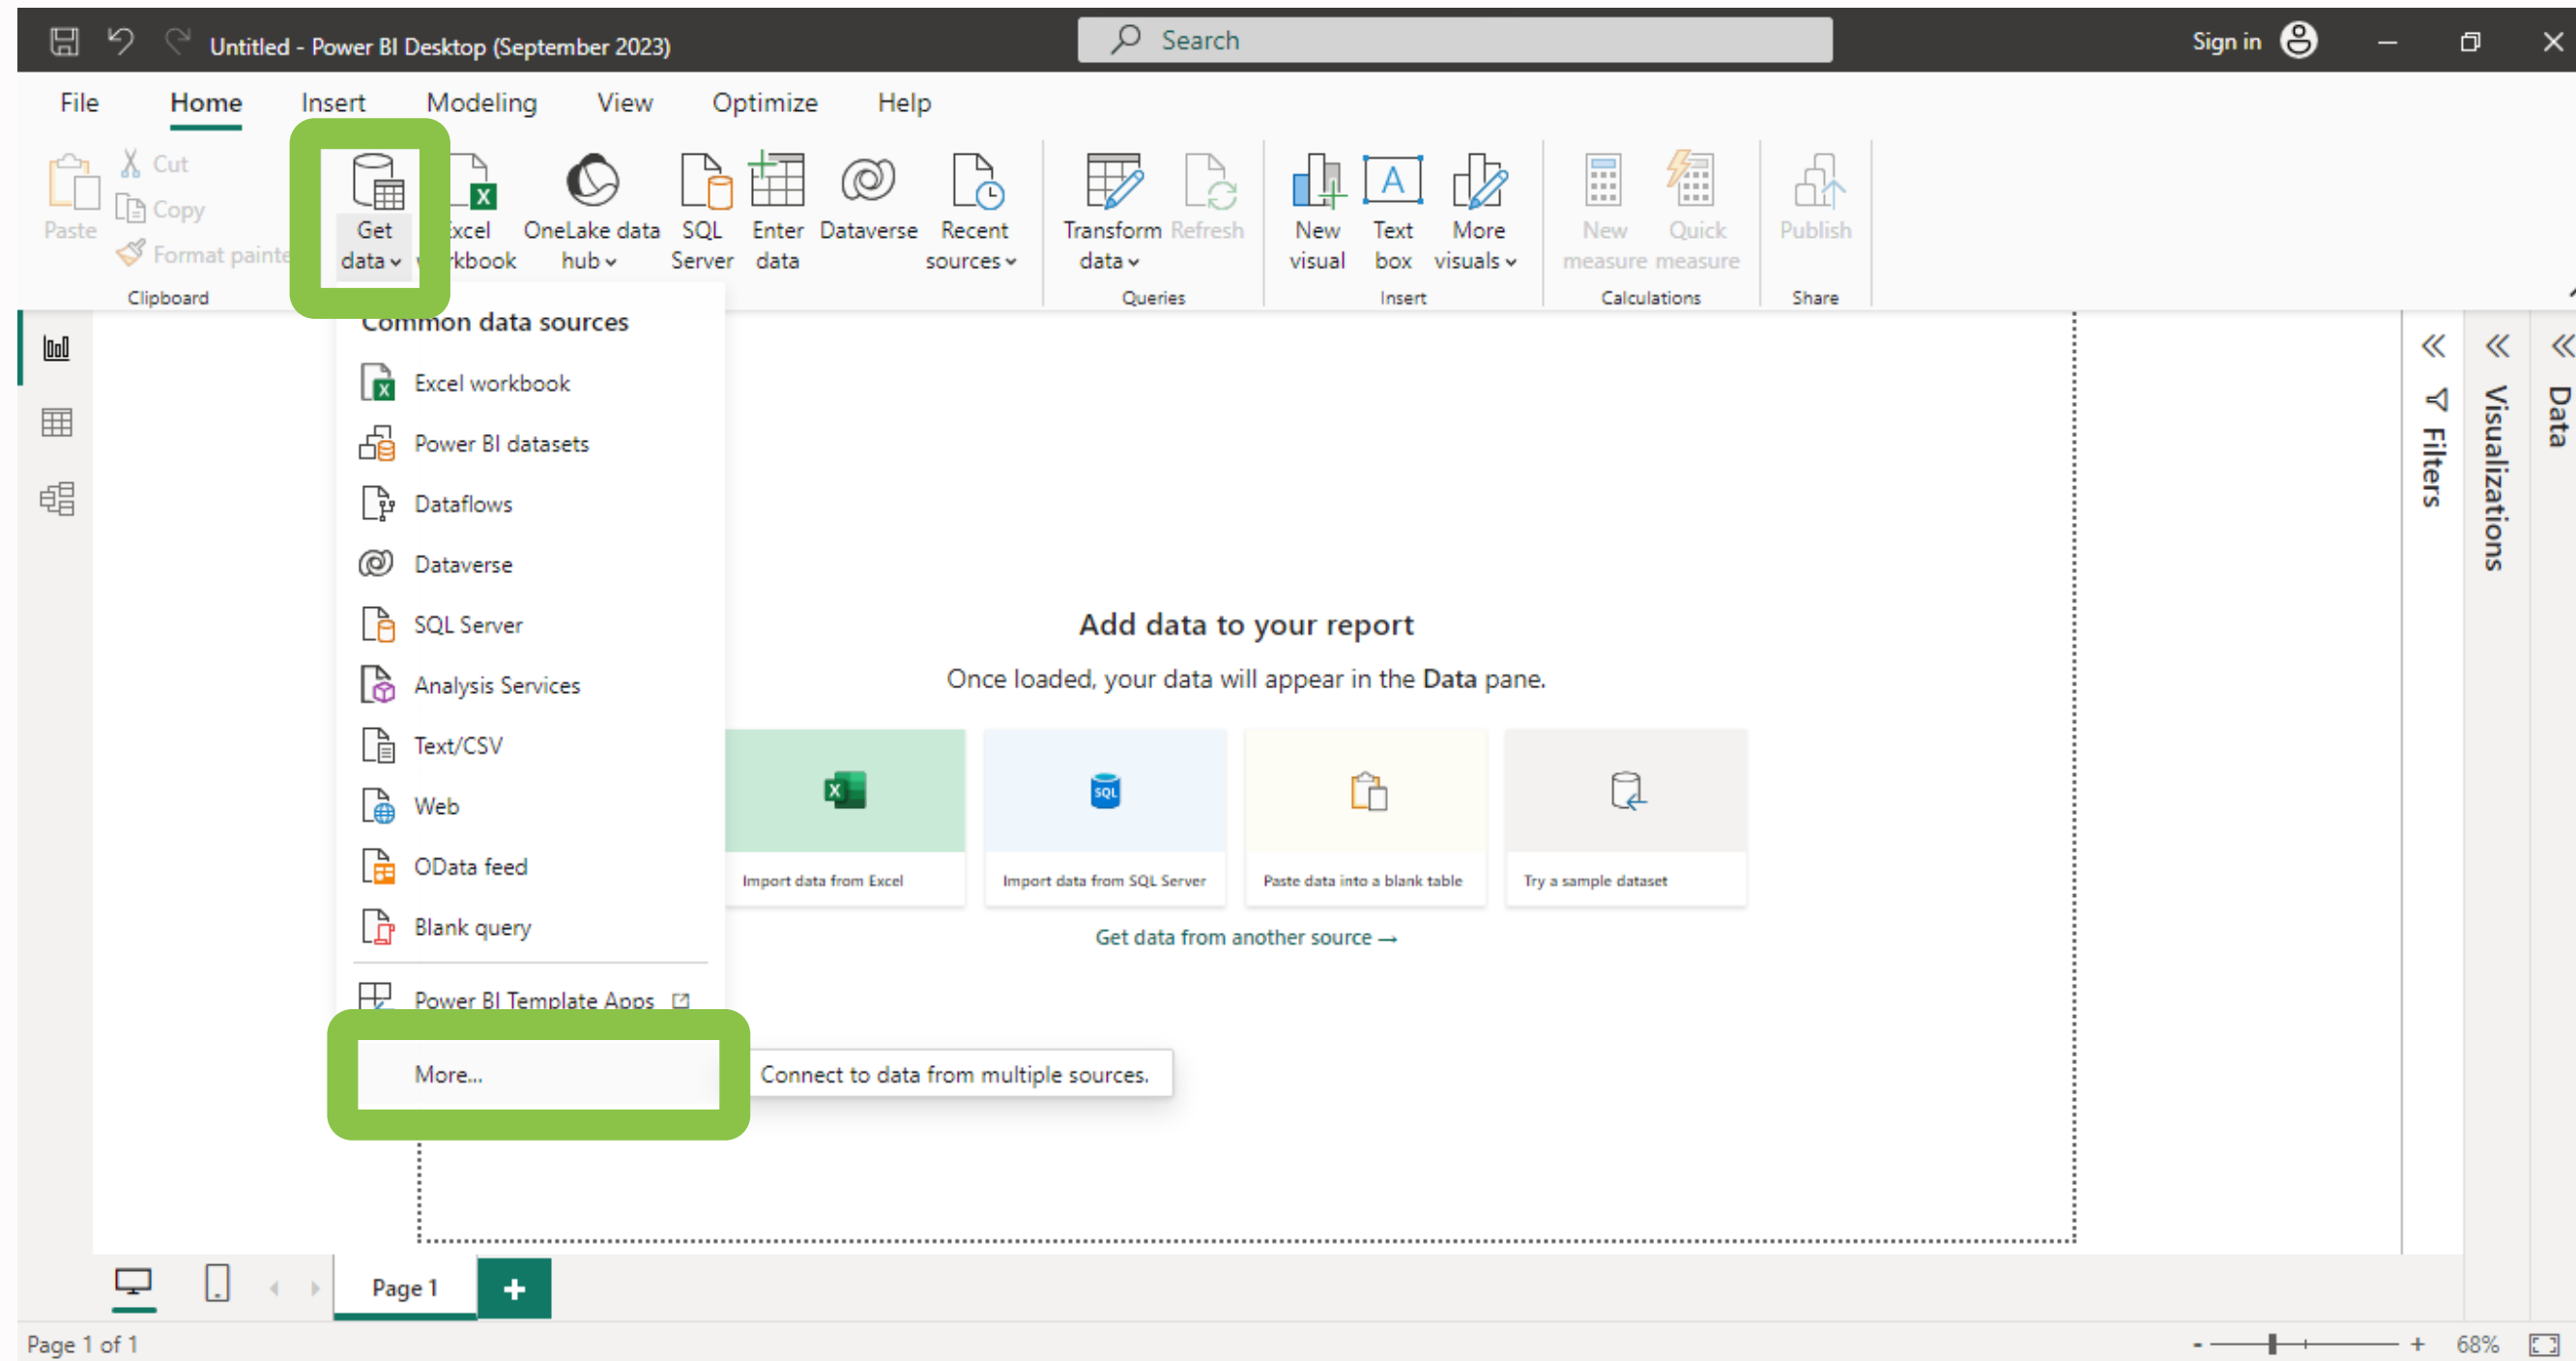 Untitled - Power BI Desktop (September 2023)
Search
Sign in
File Home Insert Modeling View Optimize Help
Paste
Cut
Copy
Format painte
Clipboard
Get data
Excel workbook
OneLake data hub
SQL Server
Enter data
Dataverse
Recent sources
Transform data
Refresh
Queries
New visual
Text box
More visuals
Insert
New measure
Quick measure
Calculations
Publish
Share
Common data sources
Excel workbook
Power BI datasets
Dataflows
Dataverse
SQL Server
Analysis Services
Text/CSV
Web
OData feed
Blank query
Power BI Template Apps
More...
Connect to data from multiple sources.
Add data to your report
Once loaded, your data will appear in the Data pane.
SQL
Import data from Excel
Import data from SQL Server
Paste data into a blank table
Try a sample dataset
Get data from another source →
Filters
Visualizations
Data
Page 1
Page 1 of 1
- + 68%